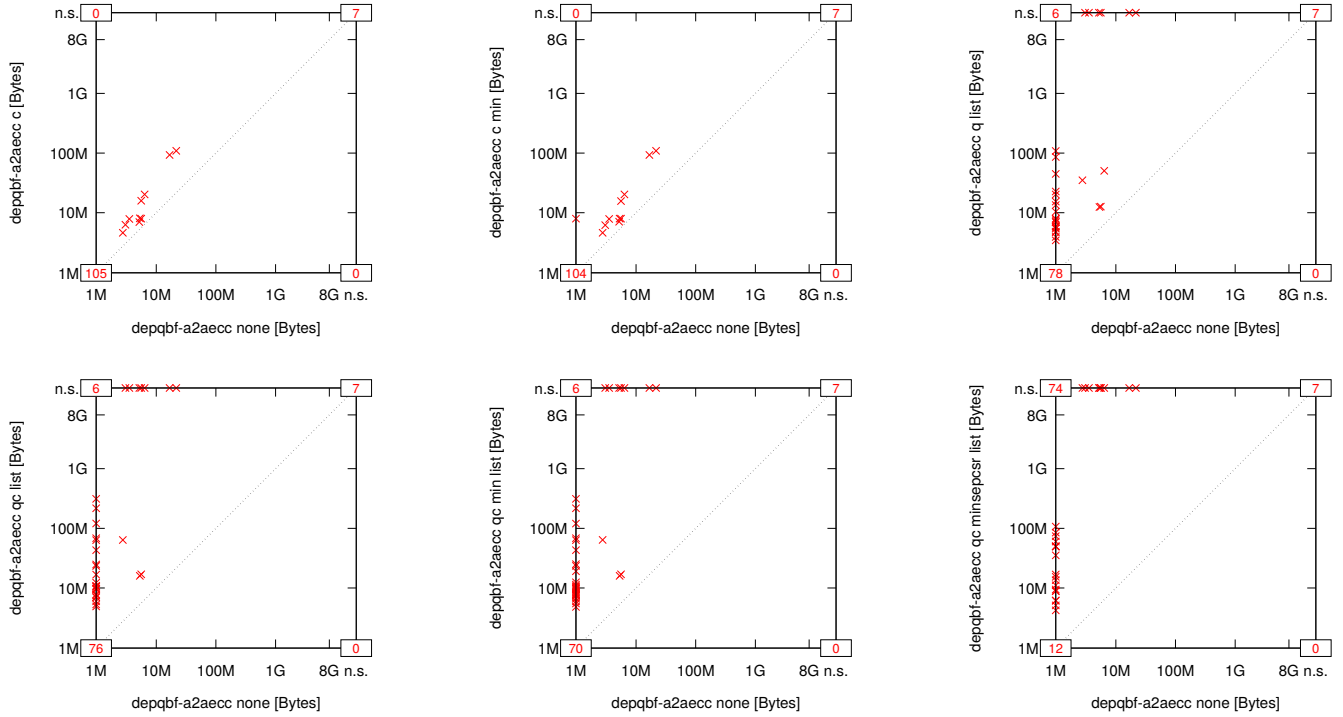 n.s. 0 7
8G
1G
100M
10M
1M 105 0
1M 10M 100M 1G 8G n.s.
depqbf-a2aecc c [Bytes]
depqbf-a2aecc none [Bytes]
n.s. 0 7
8G
1G
100M
10M
1M 104 0
1M 10M 100M 1G 8G n.s.
depqbf-a2aecc c min [Bytes]
depqbf-a2aecc none [Bytes]
n.s. 6 7
8G
1G
100M
10M
1M 78 0
1M 10M 100M 1G 8G n.s.
depqbf-a2aecc q list [Bytes]
depqbf-a2aecc none [Bytes]
n.s. 6 7
8G
1G
100M
10M
1M 76 0
1M 10M 100M 1G 8G n.s.
depqbf-a2aecc qc list [Bytes]
depqbf-a2aecc none [Bytes]
n.s. 6 7
8G
1G
100M
10M
1M 70 0
1M 10M 100M 1G 8G n.s.
depqbf-a2aecc qc min list [Bytes]
depqbf-a2aecc none [Bytes]
n.s. 74 7
8G
1G
100M
10M
1M 12 0
1M 10M 100M 1G 8G n.s.
depqbf-a2aecc qc minsepcsr list [Bytes]
depqbf-a2aecc none [Bytes]